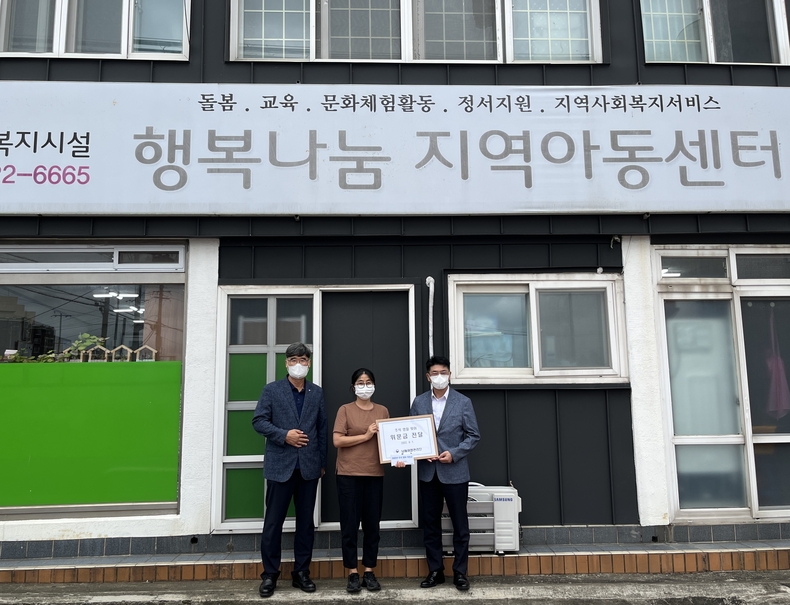 돌봄 . 교육 . 문화체험활동 . 정서지원 . 지역사회복지서비스
복지시설
2-6665
행복나눔 지역아동센터
위문금 전달
SAMSUNG